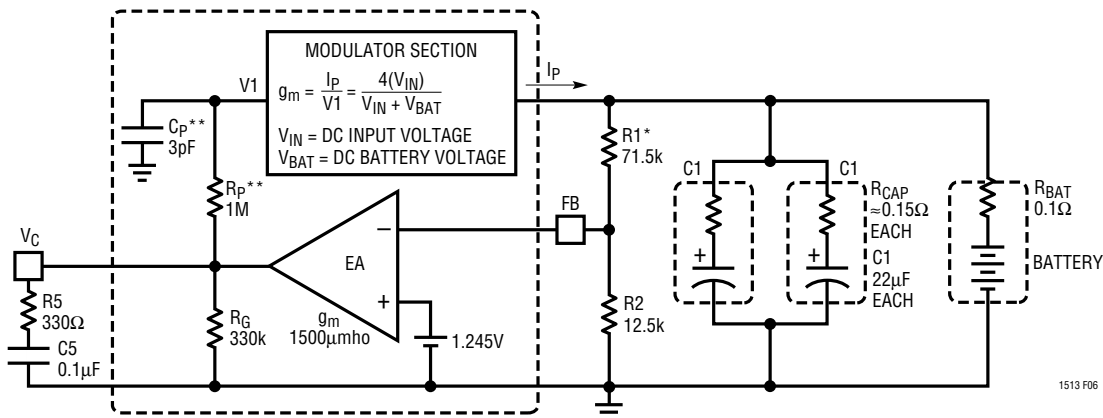 MODULATOR SECTION
g_m = I_P / V1 = 4(V_IN) / (V_IN + V_BAT)
V_IN = DC INPUT VOLTAGE
V_BAT = DC BATTERY VOLTAGE
V1
I_P
C_P**
3pF
R_P**
1M
R1*
71.5k
C1
C1
R_CAP
≈0.15Ω
EACH
C1
22µF
EACH
+
+
R_BAT
0.1Ω
BATTERY
FB
V_C
−
EA
+
g_m
1500µmho
1.245V
R2
12.5k
R5
330Ω
C5
0.1µF
R_G
330k
1513 F06